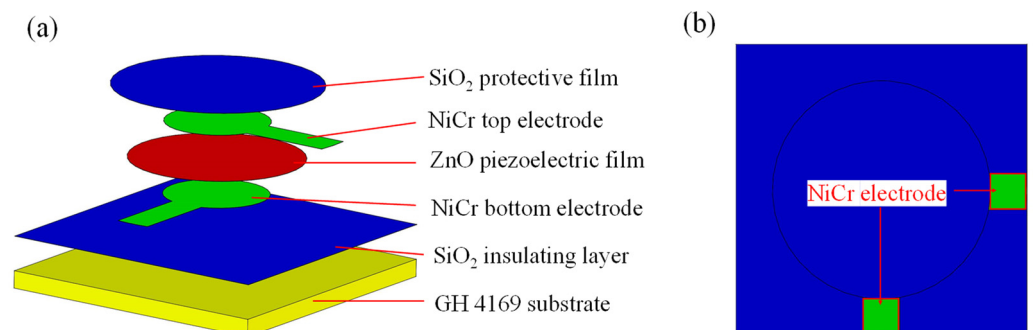 (a)
SiO₂ protective film
NiCr top electrode
ZnO piezoelectric film
NiCr bottom electrode
SiO₂ insulating layer
GH 4169 substrate
(b)
NiCr electrode